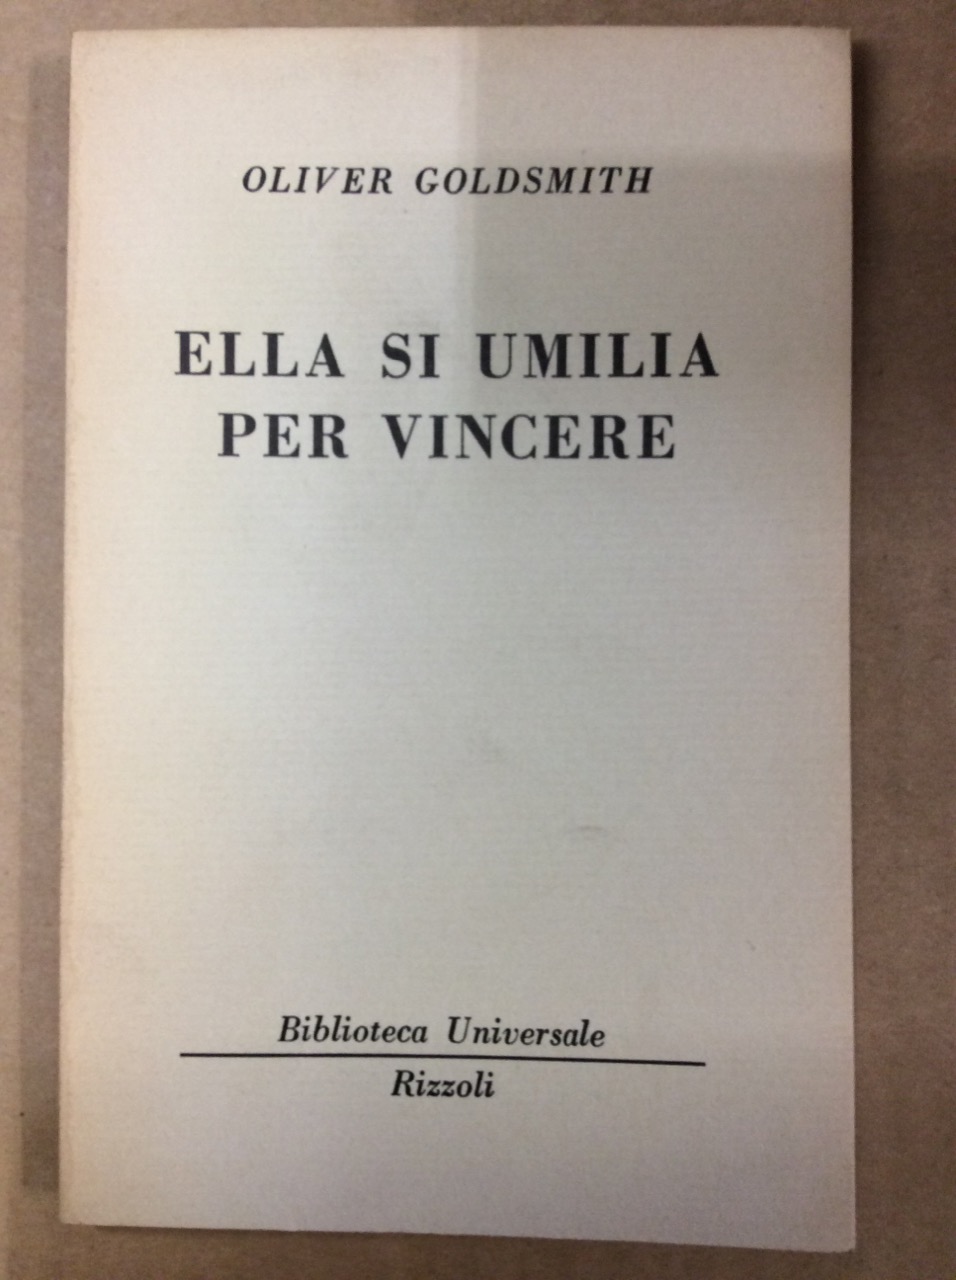 OLIVER GOLDSMITH
ELLA SI UMILIA
PER VINCERE
Biblioteca Universale
Rizzoli